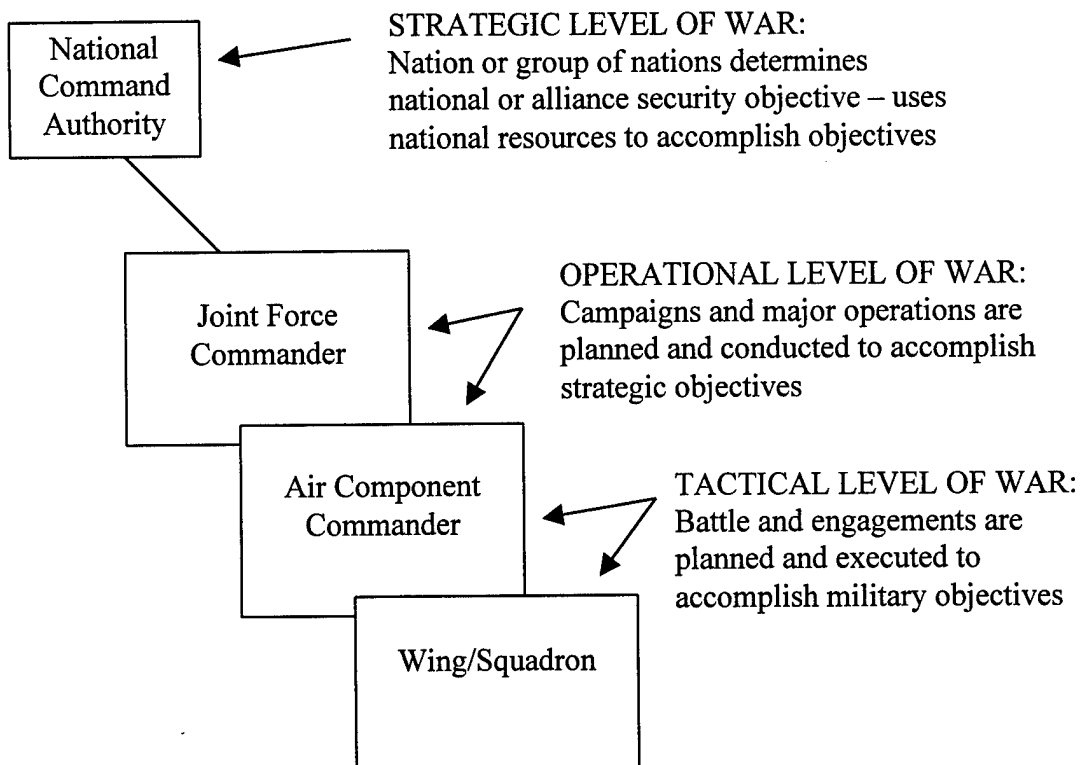 National
Command
Authority
STRATEGIC LEVEL OF WAR:
Nation or group of nations determines
national or alliance security objective – uses
national resources to accomplish objectives
Joint Force
Commander
OPERATIONAL LEVEL OF WAR:
Campaigns and major operations are
planned and conducted to accomplish
strategic objectives
Air Component
Commander
TACTICAL LEVEL OF WAR:
Battle and engagements are
planned and executed to
accomplish military objectives
Wing/Squadron